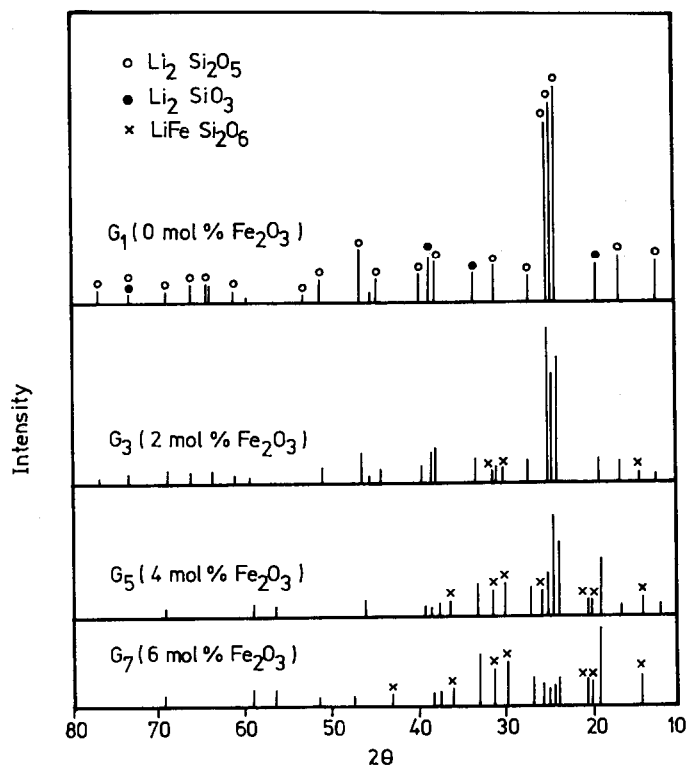 o Li₂ Si₂O₅
● Li₂ SiO₃
x LiFe Si₂O₆
G₁ ( 0 mol % Fe₂O₃ )
G₃ ( 2 mol % Fe₂O₃ )
G₅ ( 4 mol % Fe₂O₃ )
G₇ ( 6 mol % Fe₂O₃ )
Intensity
80 70 60 50 40 30 20 10
2θ